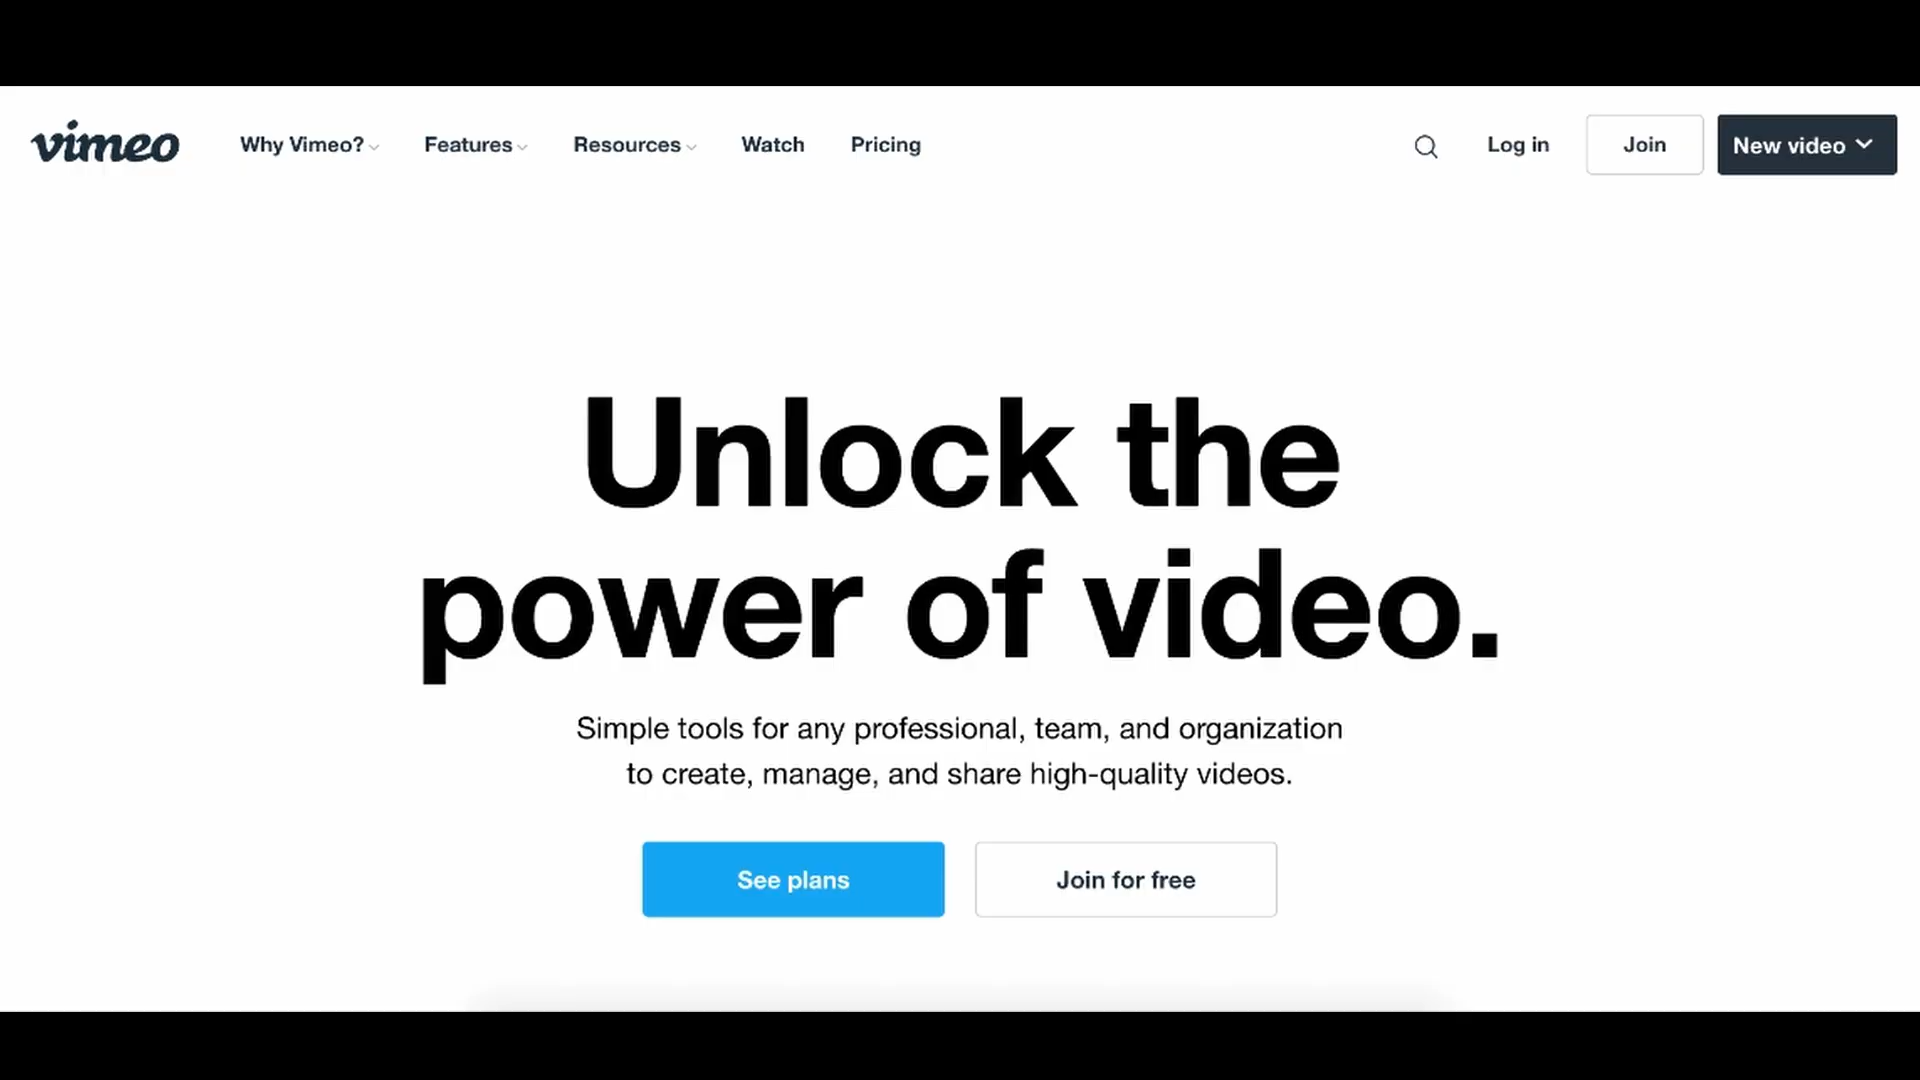 vimeo Why Vimeo? Features Resources Watch Pricing Log in Join New video
Unlock the
power of video.
Simple tools for any professional, team, and organization
to create, manage, and share high-quality videos.
See plans Join for free